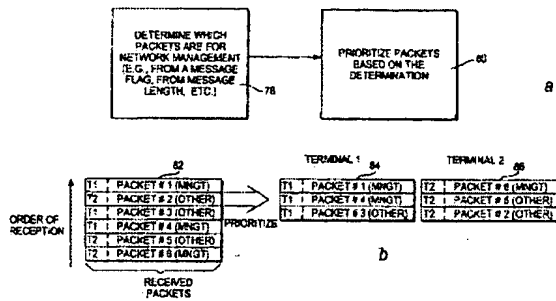 DETERMINE WHICH
PACKETS ARE FOR
NETWORK MANAGEMENT
(E.G., FROM A MESSAGE
FLAG, FROM MESSAGE
LENGTH, ETC.)
78
PRIORITIZE PACKETS
BASED ON THE
DETERMINATION
80
a
ORDER OF
RECEPTION
82
T1 PACKET # 1 (MNGT)
T2 PACKET # 2 (OTHER)
T1 PACKET # 3 (OTHER)
T1 PACKET # 4 (MNGT)
T2 PACKET # 5 (OTHER)
T2 PACKET # 6 (MNGT)
RECEIVED
PACKETS
PRIORITIZE
TERMINAL 1
84
T1 PACKET # 1 (MNGT)
T1 PACKET # 4 (MNGT)
T1 PACKET # 3 (OTHER)
TERMINAL 2
86
T2 PACKET # 6 (MNGT)
T2 PACKET # 5 (OTHER)
T2 PACKET # 2 (OTHER)
b